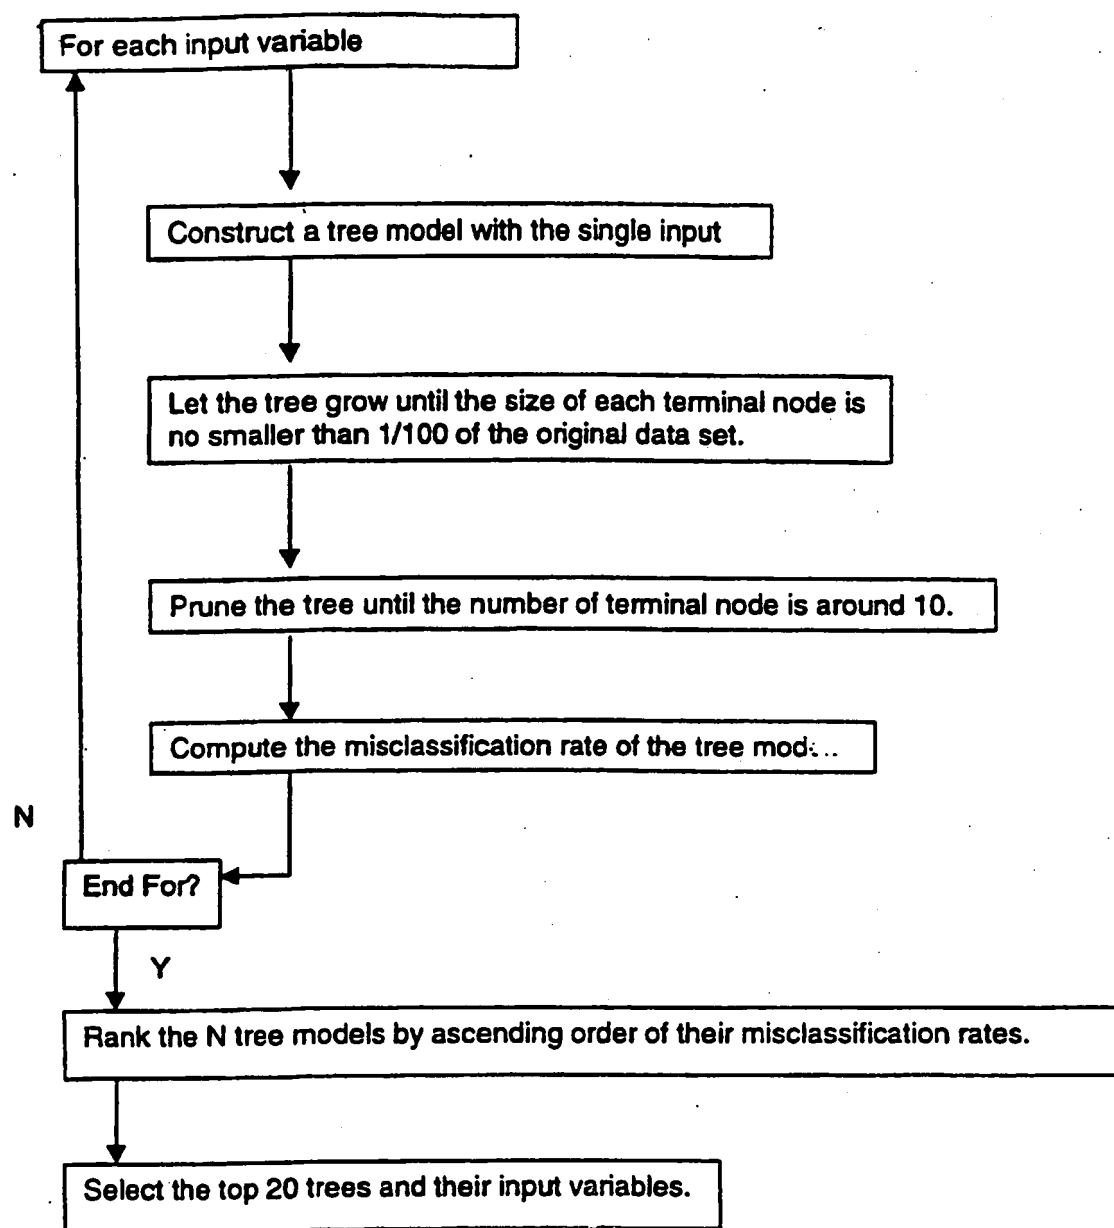 For each input variable
Construct a tree model with the single input
Let the tree grow until the size of each terminal node is
no smaller than 1/100 of the original data set.
Prune the tree until the number of terminal node is around 10.
Compute the misclassification rate of the tree mod...
N
End For?
Y
Rank the N tree models by ascending order of their misclassification rates.
Select the top 20 trees and their input variables.